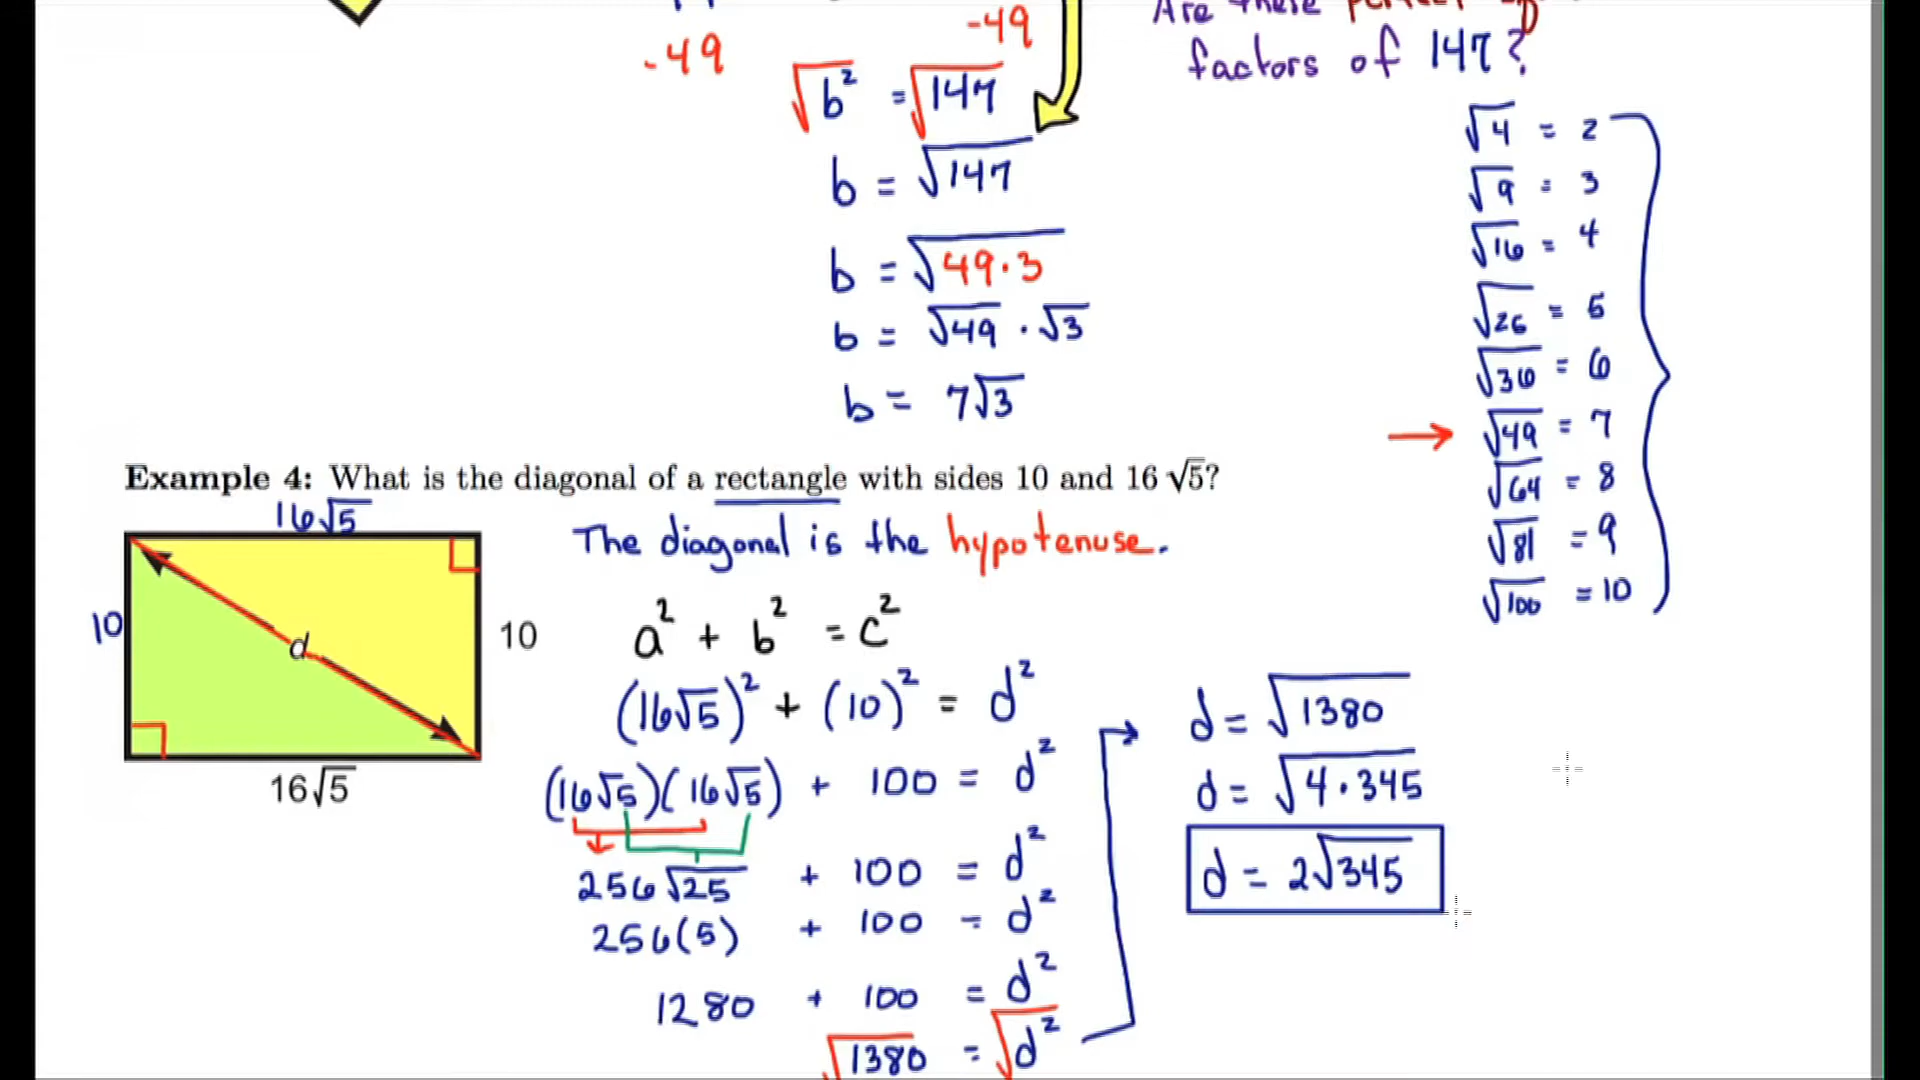 -49
-49
√b² = √147
b = √147
b = √49·3
b = √49 · √3
b = 7√3
Are these perfect
factors of 147?
√4 = 2
√9 = 3
√16 = 4
√25 = 5
√36 = 6
√49 = 7
√64 = 8
√81 = 9
√100 = 10
Example 4: What is the diagonal of a rectangle with sides 10 and 16√5?
16√5
10
d
10
16√5
The diagonal is the hypotenuse.
a² + b² = c²
(16√5)² + (10)² = d²
(16√5)(16√5) + 100 = d²
256√25 + 100 = d²
256(5) + 100 = d²
1280 + 100 = d²
√1380 = √d²
d = √1380
d = √4·345
d = 2√345